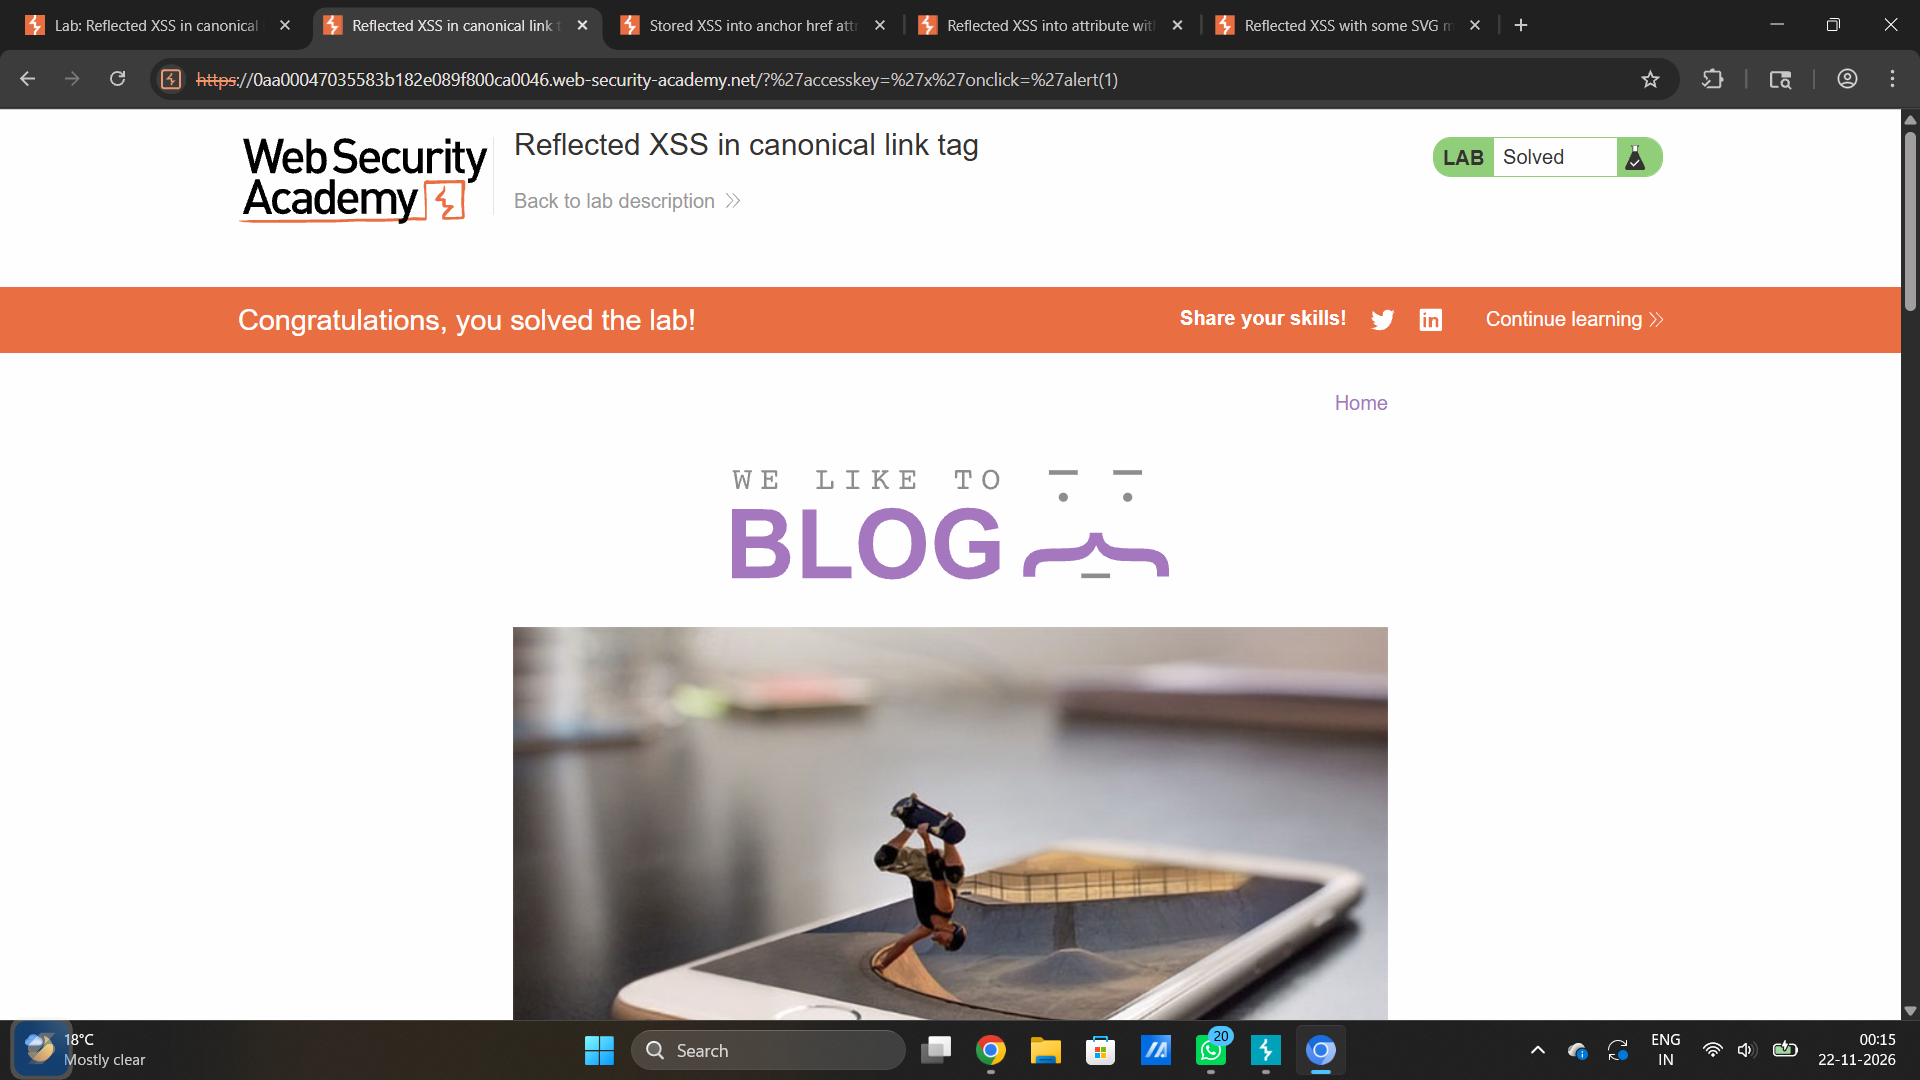 Lab: Reflected XSS in canonical
Reflected XSS in canonical link t
Stored XSS into anchor href attr
Reflected XSS into attribute wit
Reflected XSS with some SVG m
https://0aa00047035583b182e089f800ca0046.web-security-academy.net/?%27accesskey=%27x%27onclick=%27alert(1)
Web Security
Academy
Reflected XSS in canonical link tag
Back to lab description
LAB Solved
Congratulations, you solved the lab!
Share your skills!
Continue learning
Home
WE LIKE TO
BLOG
18°C
Mostly clear
Search
20
ENG
IN
00:15
22-11-2026